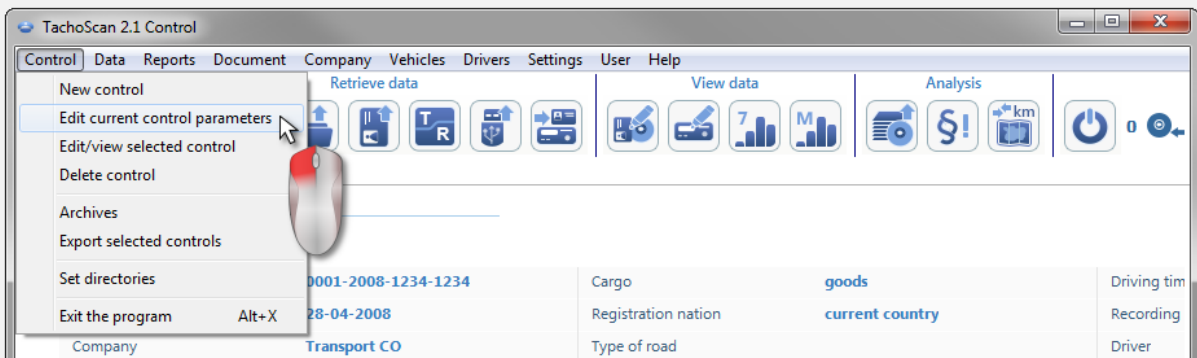 TachoScan 2.1 Control
Control Data Reports Document Company Vehicles Drivers Settings User Help
New control
Edit current control parameters
Edit/view selected control
Delete control
Archives
Export selected controls
Set directories
Exit the program Alt+X
Retrieve data View data Analysis
T R 7 M §! km 0
0001-2008-1234-1234 Cargo goods Driving tim
28-04-2008 Registration nation current country Recording
Company Transport CO Type of road Driver